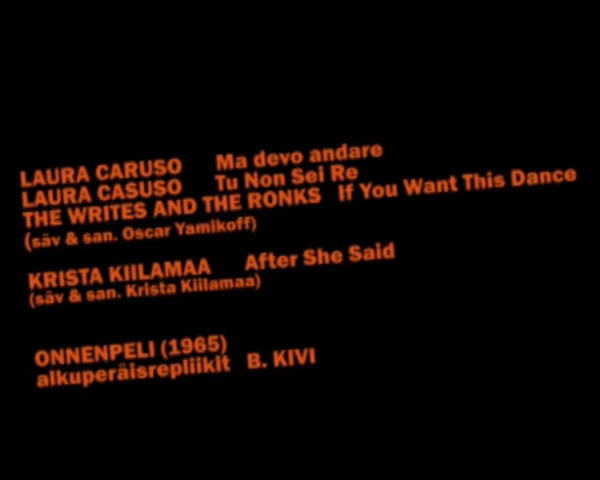 LAURA CARUSO Ma devo andare
LAURA CASUSO Tu Non Sei Re
THE WRITES AND THE RONKS If You Want This Dance
(säv & san. Oscar Yamikoff)
KRISTA KIILAMAA After She Said
(säv & san. Krista Kiilamaa)
ONNENPELI (1965)
alkuperäisrepliikit B. KIVI